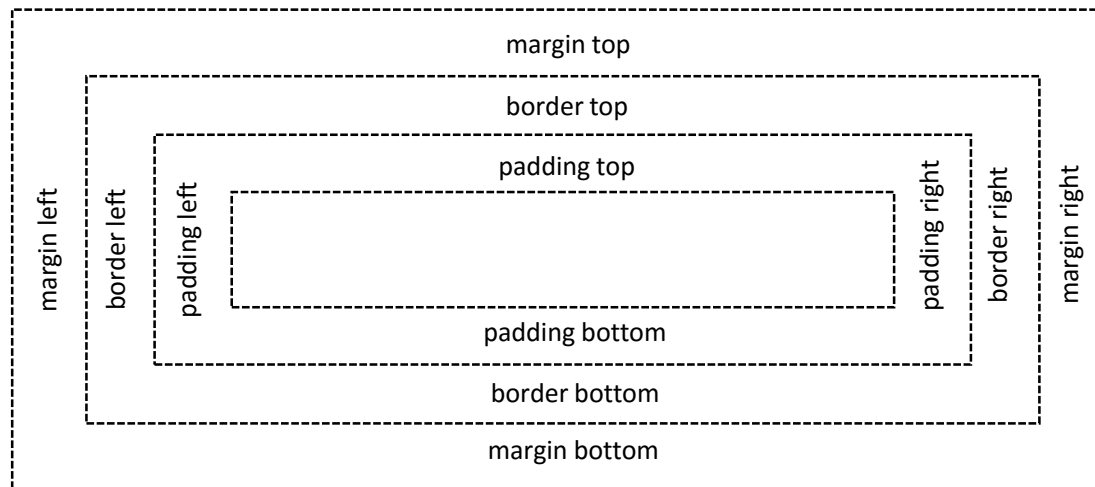 margin top
border top
padding top
margin left
border left
padding left
padding right
border right
margin right
padding bottom
border bottom
margin bottom